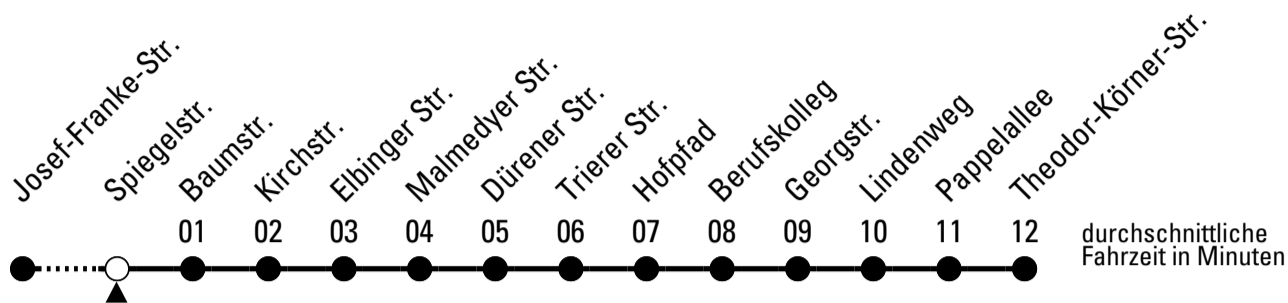 Josef-Franke-Str.
Spiegelstr.
Baumstr.
Kirchstr.
Elbinger Str.
Malmedyer Str.
Dürener Str.
Trierer Str.
Hofpfad
Berufskolleg
Georgstr.
Lindenweg
Pappelallee
Theodor-Körner-Str.
01 02 03 04 05 06 07 08 09 10 11 12
durchschnittliche
Fahrzeit in Minuten